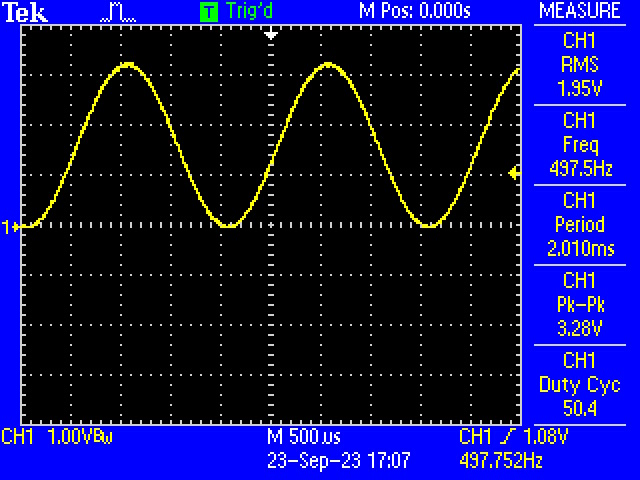 Tek T Trig'd M Pos: 0.000s MEASURE
CH1
RMS
1.95V
CH1
Freq
497.5Hz
CH1
Period
2.010ms
CH1
Pk-Pk
3.28V
CH1
Duty Cyc
50.4
1
CH1 1.00VBw M 500µs CH1 1.08V
23-Sep-23 17:07 497.752Hz